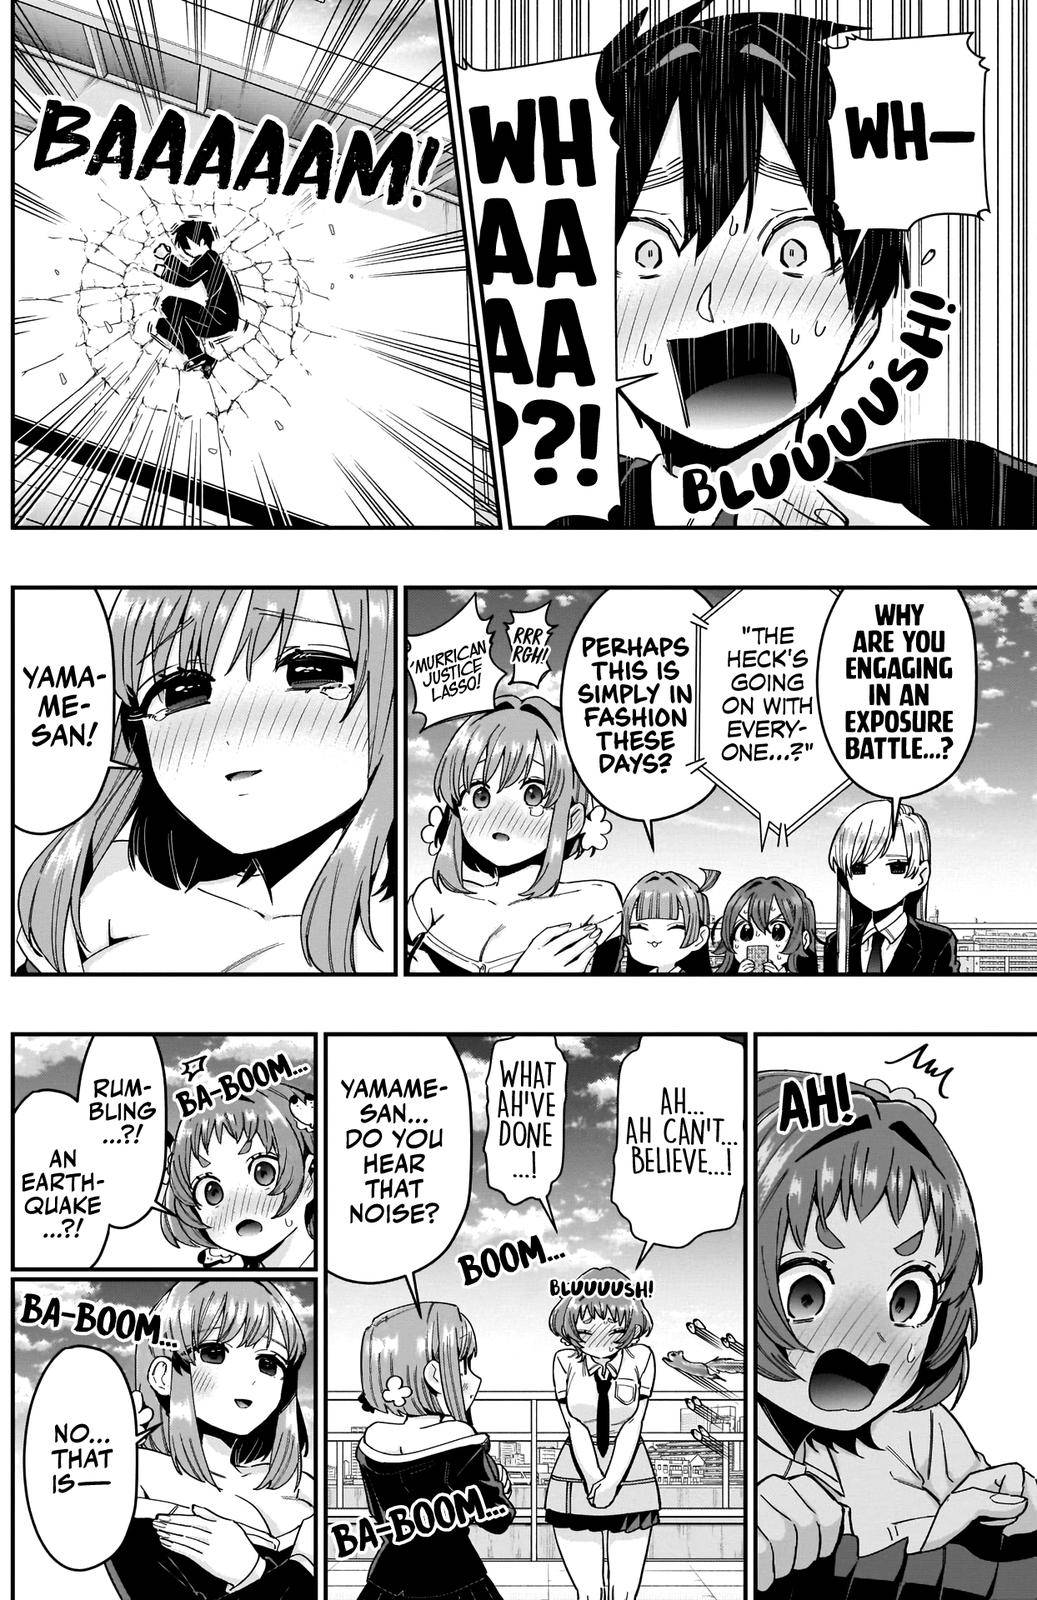 WH—
WH
AA
AA
?!
BLUUUUSH!
BAAAAAM!
WHY
ARE YOU
ENGAGING
IN AN
EXPOSURE
BATTLE...?
"THE
HECK'S
GOING
ON WITH
EVERY-
ONE...?"
PERHAPS
THIS IS
SIMPLY IN
FASHION
THESE
DAYS?
RRR
RGH!
'MURRICAN
JUSTICE
LASSO!
YAMA-
ME-
SAN!
AH!
AH...
AH CAN'T...
BELIEVE...!
WHAT
AH'VE
DONE
...!
BLUUUUSH!
BOOM...
YAMAME-
SAN...
DO YOU
HEAR
THAT
NOISE?
BA-BOOM...
BA-BOOM...
RUM-
BLING
...?!
AN
EARTH-
QUAKE
...?!
BA-BOOM...
NO...
THAT
IS—